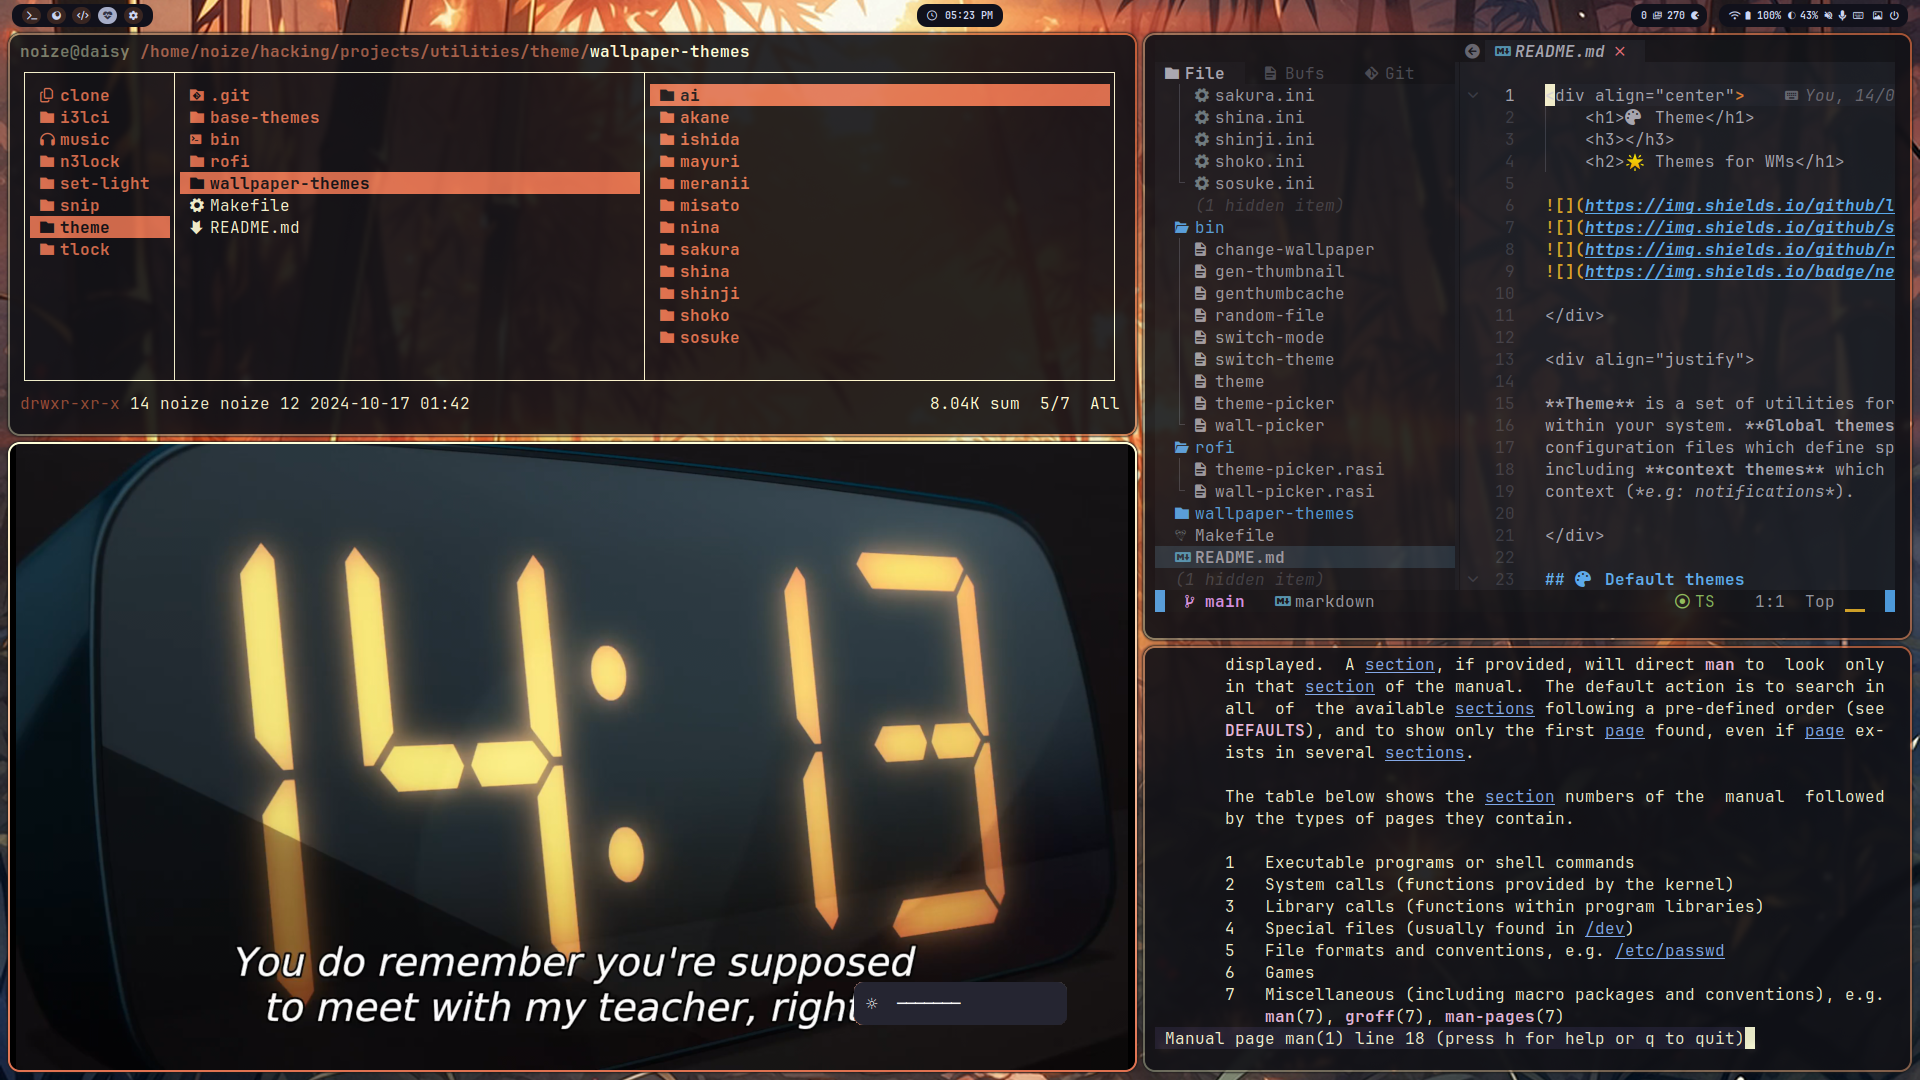 05:23 PM
0 270
100% 43%
noize@daisy /home/noize/hacking/projects/utilities/theme/wallpaper-themes
clone
i3lci
music
n3lock
set-light
snip
theme
tlock
.git
base-themes
bin
rofi
wallpaper-themes
Makefile
README.md
ai
akane
ishida
mayuri
meranii
misato
nina
sakura
shina
shinji
shoko
sosuke
drwxr-xr-x 14 noize noize 12 2024-10-17 01:42
8.04K sum 5/7 All
14:13
You do remember you're supposed
to meet with my teacher, right
README.md
File Bufs Git
sakura.ini
shina.ini
shinji.ini
shoko.ini
sosuke.ini
(1 hidden item)
bin
change-wallpaper
gen-thumbnail
genthumbcache
random-file
switch-mode
switch-theme
theme
theme-picker
wall-picker
rofi
theme-picker.rasi
wall-picker.rasi
wallpaper-themes
Makefile
README.md
(1 hidden item)
1 <div align="center"> You, 14/0
2 <h1>🎨 Theme</h1>
3 <h3></h3>
4 <h2>🌟 Themes for WMs</h1>
5
6 ![](https://img.shields.io/github/l
7 ![](https://img.shields.io/github/s
8 ![](https://img.shields.io/github/r
9 ![](https://img.shields.io/badge/ne
10
11 </div>
12
13 <div align="justify">
14
15 **Theme** is a set of utilities for
16 within your system. **Global themes
17 configuration files which define sp
18 including **context themes** which
19 context (*e.g: notifications*).
20
21 </div>
22
23 ## 🎨 Default themes
main markdown TS 1:1 Top
displayed. A section, if provided, will direct man to look only
in that section of the manual. The default action is to search in
all of the available sections following a pre-defined order (see
DEFAULTS), and to show only the first page found, even if page ex-
ists in several sections.
The table below shows the section numbers of the manual followed
by the types of pages they contain.
1 Executable programs or shell commands
2 System calls (functions provided by the kernel)
3 Library calls (functions within program libraries)
4 Special files (usually found in /dev)
5 File formats and conventions, e.g. /etc/passwd
6 Games
7 Miscellaneous (including macro packages and conventions), e.g.
man(7), groff(7), man-pages(7)
Manual page man(1) line 18 (press h for help or q to quit)